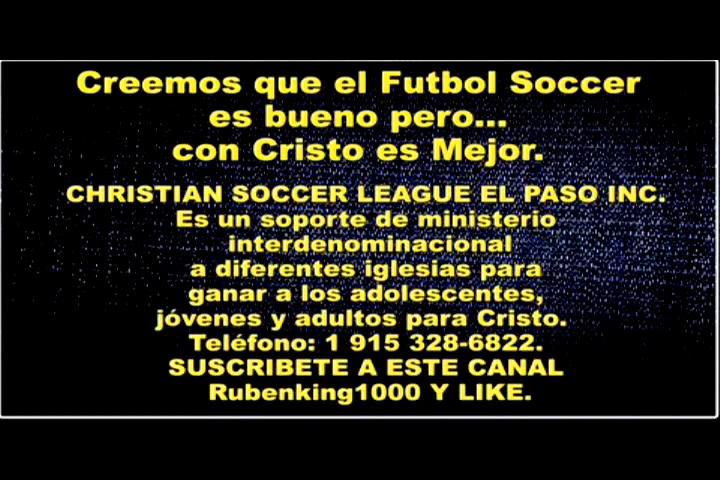 Creemos que el Futbol Soccer
es bueno pero...
con Cristo es Mejor.
CHRISTIAN SOCCER LEAGUE EL PASO INC.
Es un soporte de ministerio
interdenominacional
a diferentes iglesias para
ganar a los adolescentes,
jóvenes y adultos para Cristo.
Teléfono: 1 915 328-6822.
SUSCRIBETE A ESTE CANAL
Rubenking1000 Y LIKE.